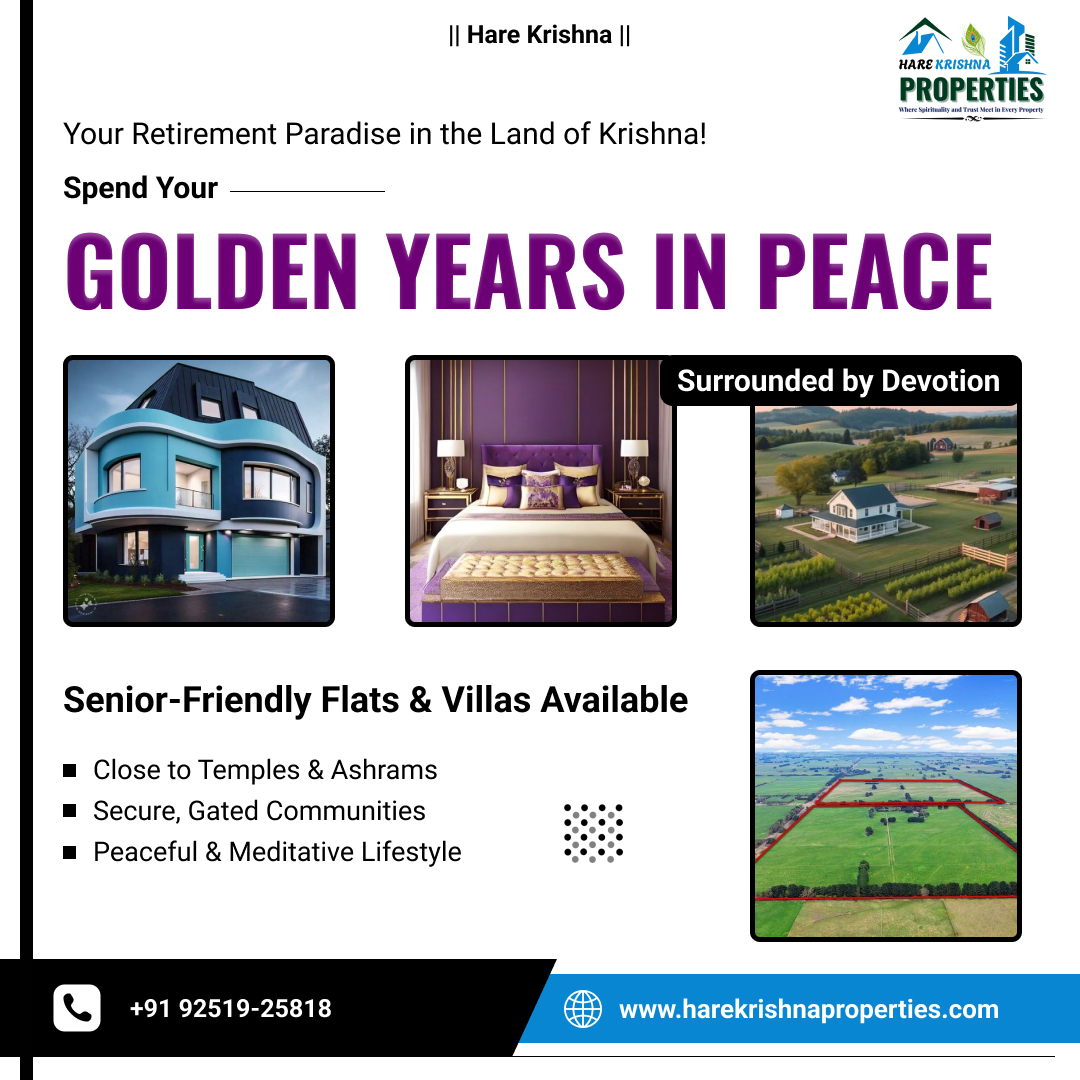 || Hare Krishna ||
HARE KRISHNA
PROPERTIES
Where Spirituality and Trust Meet in Every Property
Your Retirement Paradise in the Land of Krishna!
Spend Your
GOLDEN YEARS IN PEACE
Surrounded by Devotion
Senior-Friendly Flats & Villas Available
Close to Temples & Ashrams
Secure, Gated Communities
Peaceful & Meditative Lifestyle
+91 92519-25818
www.harekrishnaproperties.com